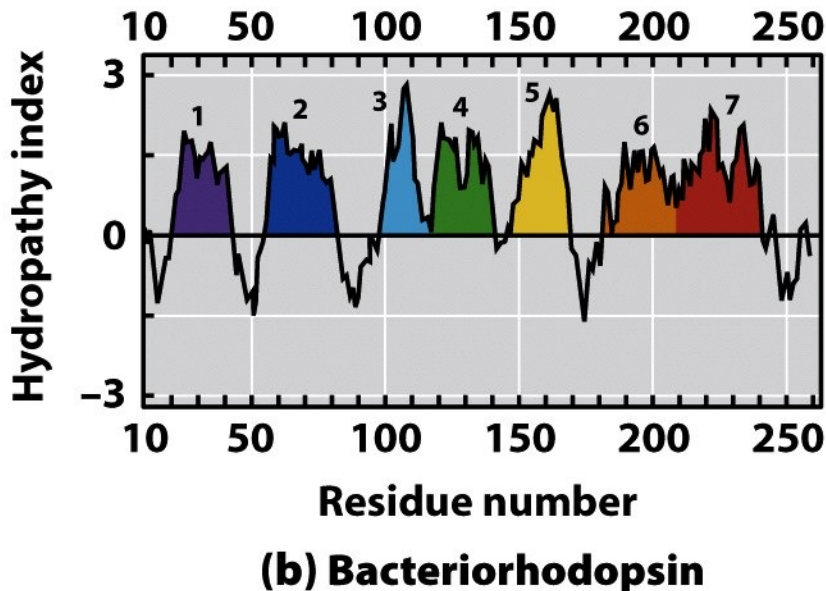 10 50 100 150 200 250
Hydropathy index
3
0
–3
1 2 3 4 5 6 7
10 50 100 150 200 250
Residue number
(b) Bacteriorhodopsin